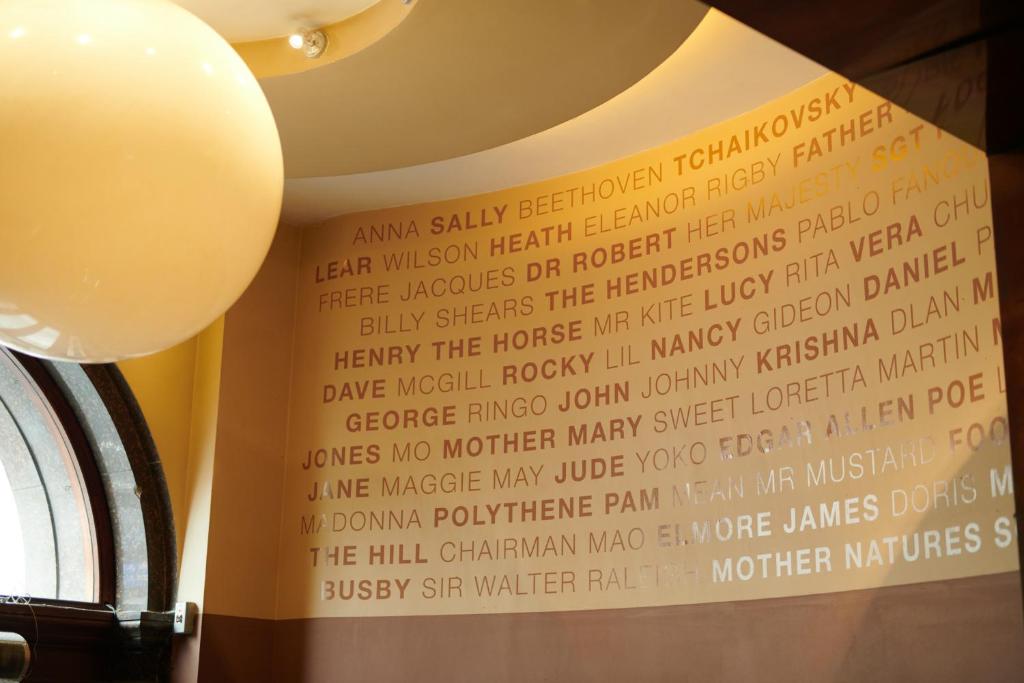 ANNA SALLY BEETHOVEN TCHAIKOVSKY
LEAR WILSON HEATH ELEANOR RIGBY FATHER
FRERE JACQUES DR ROBERT HER MAJESTY SGT
BILLY SHEARS THE HENDERSONS PABLO FANQUE
HENRY THE HORSE MR KITE LUCY RITA VERA CHU
DAVE MCGILL ROCKY LIL NANCY GIDEON DANIEL P
GEORGE RINGO JOHN JOHNNY KRISHNA DLAN M
JONES MO MOTHER MARY SWEET LORETTA MARTIN
JANE MAGGIE MAY JUDE YOKO EDGAR ALLEN POE L
MADONNA POLYTHENE PAM MEAN MR MUSTARD FOO
THE HILL CHAIRMAN MAO ELMORE JAMES DORIS M
BUSBY SIR WALTER RALEIGH MOTHER NATURES S